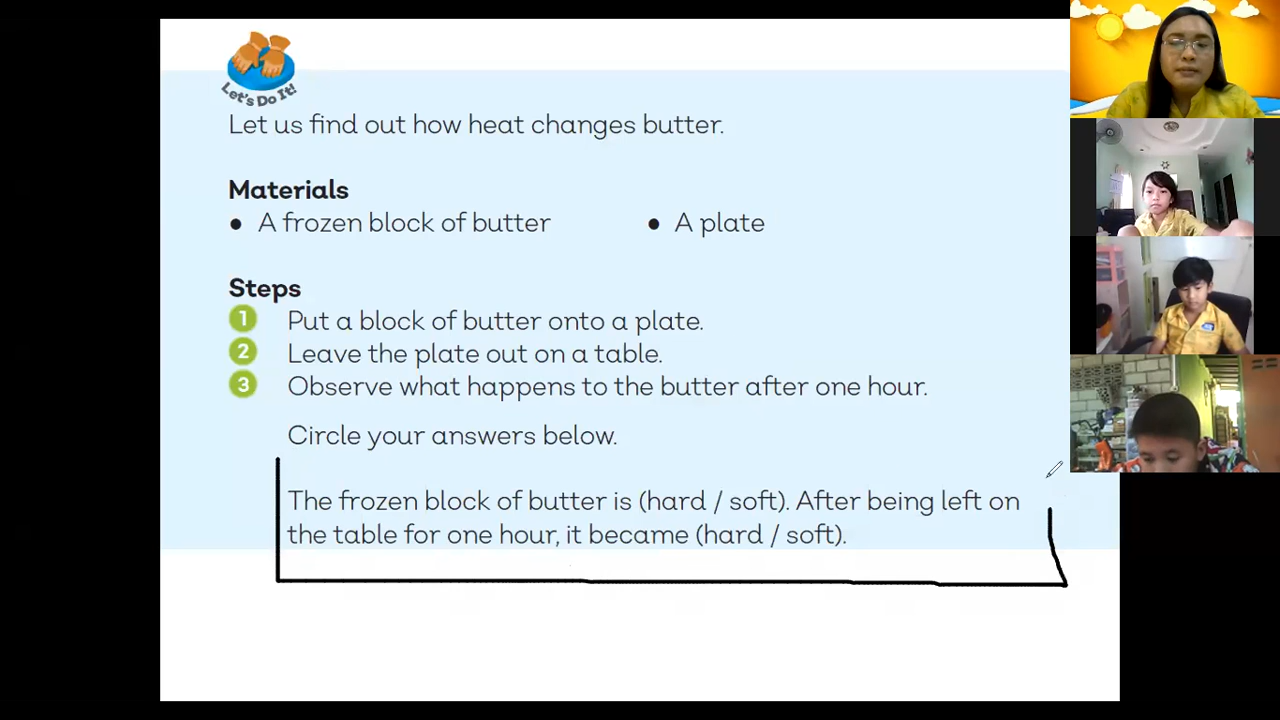 Let's Do It!
Let us find out how heat changes butter.
Materials
• A frozen block of butter
• A plate
Steps
1 Put a block of butter onto a plate.
2 Leave the plate out on a table.
3 Observe what happens to the butter after one hour.
Circle your answers below.
The frozen block of butter is (hard / soft). After being left on
the table for one hour, it became (hard / soft).